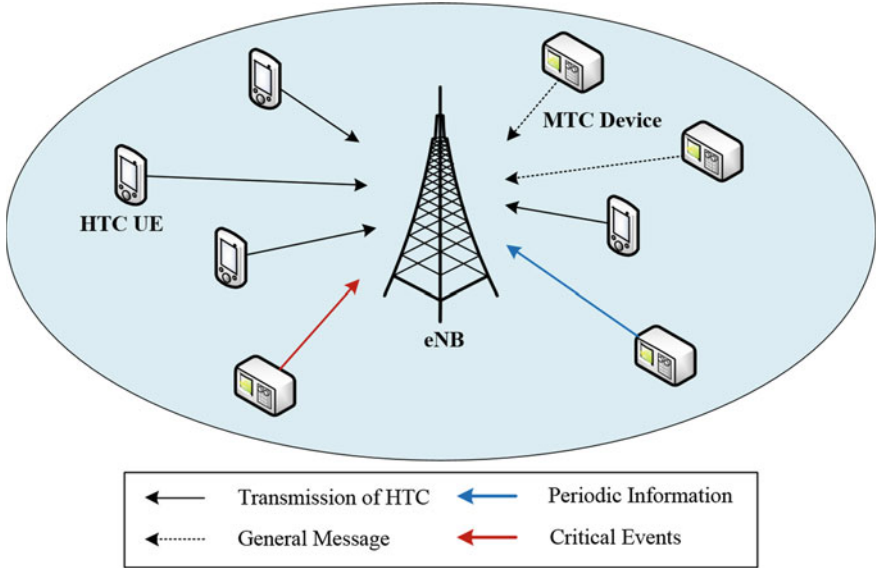 MTC Device
HTC UE
eNB
Transmission of HTC
Periodic Information
General Message
Critical Events